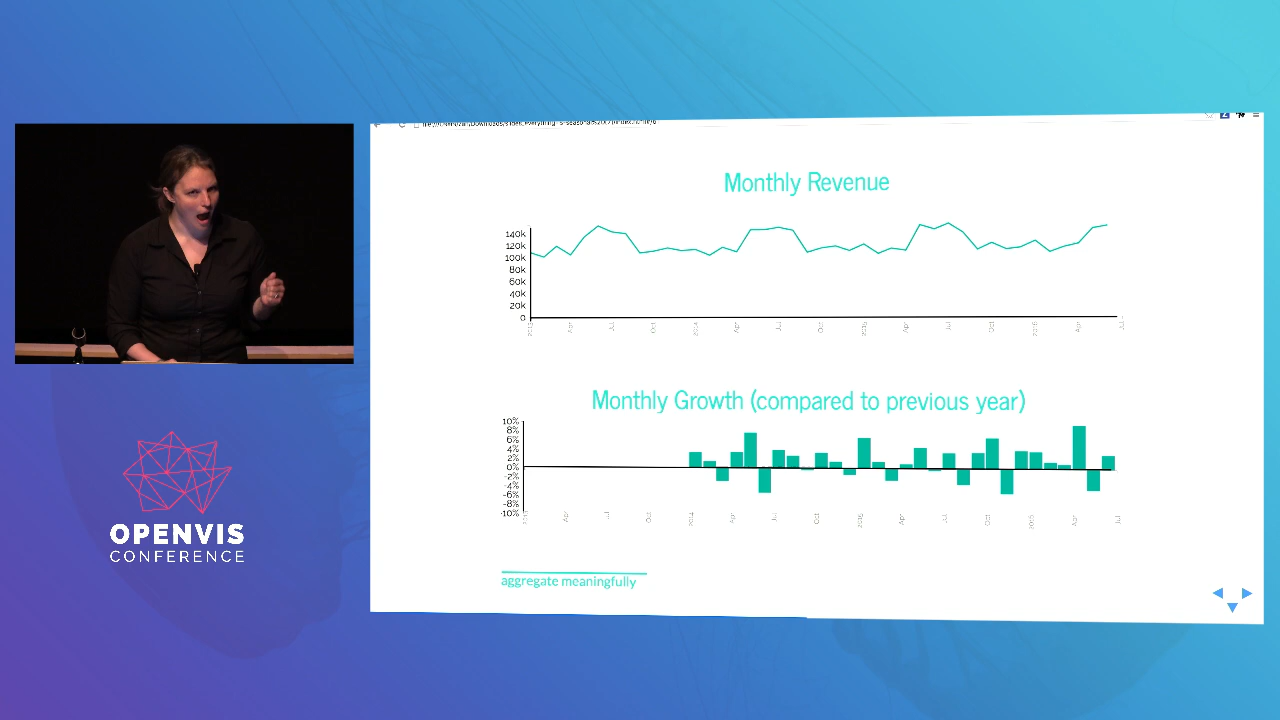 Monthly Revenue
140k
120k
100k
80k
60k
40k
20k
0
2013 Apr Jul Oct 2014 Apr Jul Oct 2015 Apr Jul Oct 2016 Apr Jul
Monthly Growth (compared to previous year)
10%
8%
6%
4%
2%
0%
-2%
-4%
-6%
-8%
-10%
Apr Jul Oct 2014 Apr Jul Oct 2015 Apr Jul Oct 2016 Apr Jul
aggregate meaningfully
OPENVIS
CONFERENCE